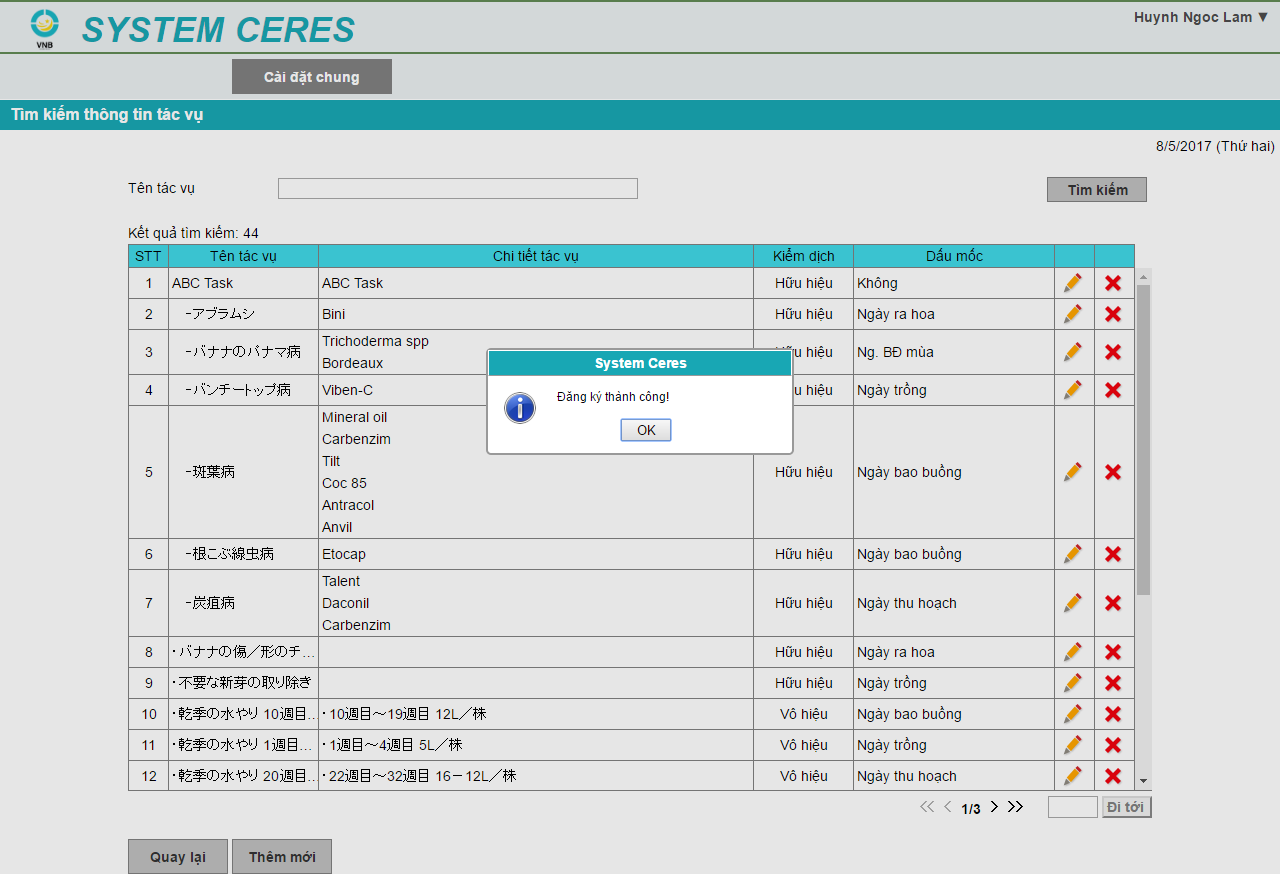 VNB
SYSTEM CERES
Huynh Ngoc Lam ▼
Cài đặt chung
Tìm kiếm thông tin tác vụ
8/5/2017 (Thứ hai)
Tên tác vụ
Tìm kiếm
Kết quả tìm kiếm: 44
STT Tên tác vụ Chi tiết tác vụ Kiểm dịch Dấu mốc
1 ABC Task ABC Task Hữu hiệu Không
2 -アブラムシ Bini Hữu hiệu Ngày ra hoa
3 -バナナのパナマ病 Trichoderma spp
Bordeaux
hiệu Ng. BĐ mùa
4 -バンチートップ病 Viben-C hiệu Ngày trồng
5 -斑葉病 Mineral oil
Carbenzim
Tilt
Coc 85
Antracol
Anvil
Hữu hiệu Ngày bao buồng
6 -根こぶ線虫病 Etocap Hữu hiệu Ngày bao buồng
7 -炭疽病 Talent
Daconil
Carbenzim
Hữu hiệu Ngày thu hoạch
8 ・バナナの傷／形のチ... Hữu hiệu Ngày ra hoa
9 ・不要な新芽の取り除き Hữu hiệu Ngày trồng
10 ・乾季の水やり 10週目... ・10週目～19週目 12L／株 Vô hiệu Ngày bao buồng
11 ・乾季の水やり 1週目... ・1週目～4週目 5L／株 Vô hiệu Ngày trồng
12 ・乾季の水やり 20週目... ・22週目～32週目 16－12L／株 Vô hiệu Ngày thu hoạch
System Ceres
Đăng ký thành công!
OK
1/3
Đi tới
Quay lại
Thêm mới